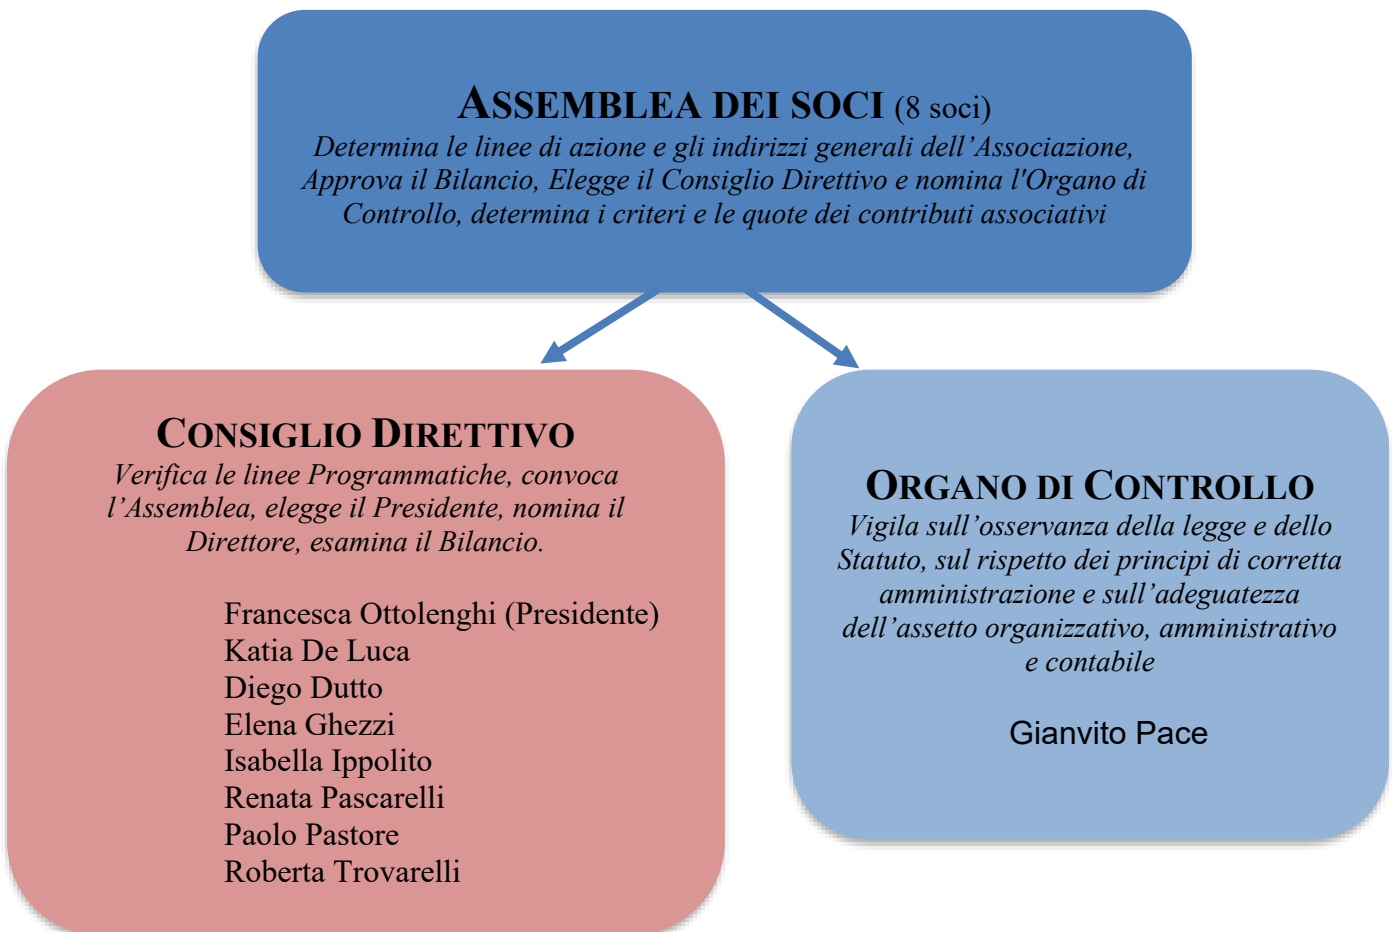 ASSEMBLEA DEI SOCI (8 soci)
Determina le linee di azione e gli indirizzi generali dell’Associazione,
Approva il Bilancio, Elegge il Consiglio Direttivo e nomina l'Organo di
Controllo, determina i criteri e le quote dei contributi associativi
CONSIGLIO DIRETTIVO
Verifica le linee Programmatiche, convoca
l’Assemblea, elegge il Presidente, nomina il
Direttore, esamina il Bilancio.
Francesca Ottolenghi (Presidente)
Katia De Luca
Diego Dutto
Elena Ghezzi
Isabella Ippolito
Renata Pascarelli
Paolo Pastore
Roberta Trovarelli
ORGANO DI CONTROLLO
Vigila sull’osservanza della legge e dello
Statuto, sul rispetto dei principi di corretta
amministrazione e sull’adeguatezza
dell’assetto organizzativo, amministrativo
e contabile
Gianvito Pace